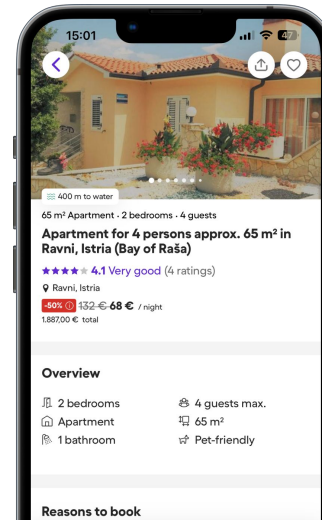 15:01
47
400 m to water
65 m² Apartment · 2 bedrooms · 4 guests
Apartment for 4 persons approx. 65 m² in
Ravni, Istria (Bay of Raša)
4.1 Very good (4 ratings)
Ravni, Istria
-50% 132 € 68 € / night
1.887,00 € total
Overview
2 bedrooms 4 guests max.
Apartment 65 m²
1 bathroom Pet-friendly
Reasons to book